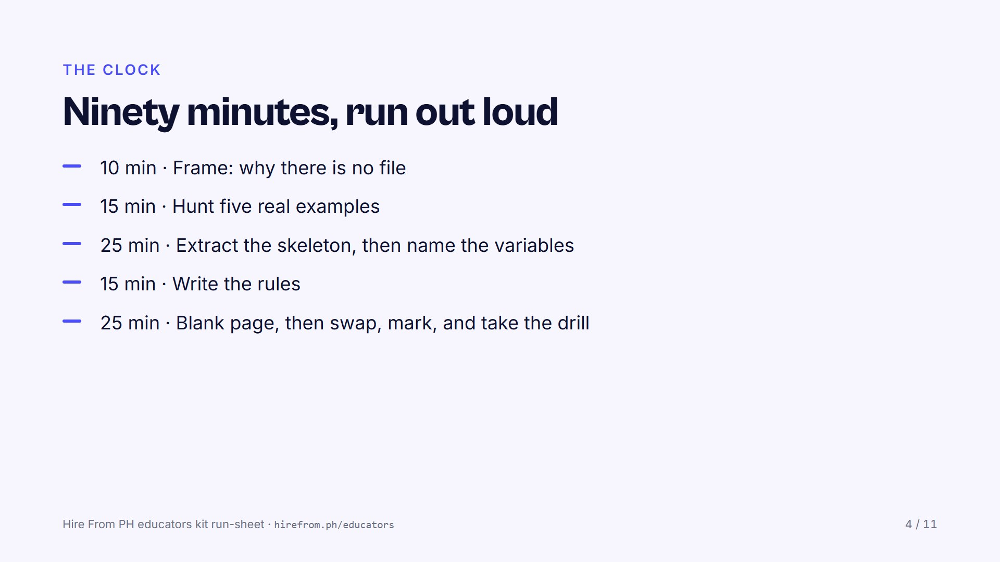 THE CLOCK
Ninety minutes, run out loud
10 min · Frame: why there is no file
15 min · Hunt five real examples
25 min · Extract the skeleton, then name the variables
15 min · Write the rules
25 min · Blank page, then swap, mark, and take the drill
Hire From PH educators kit run-sheet · hirefrom.ph/educators
4 / 11